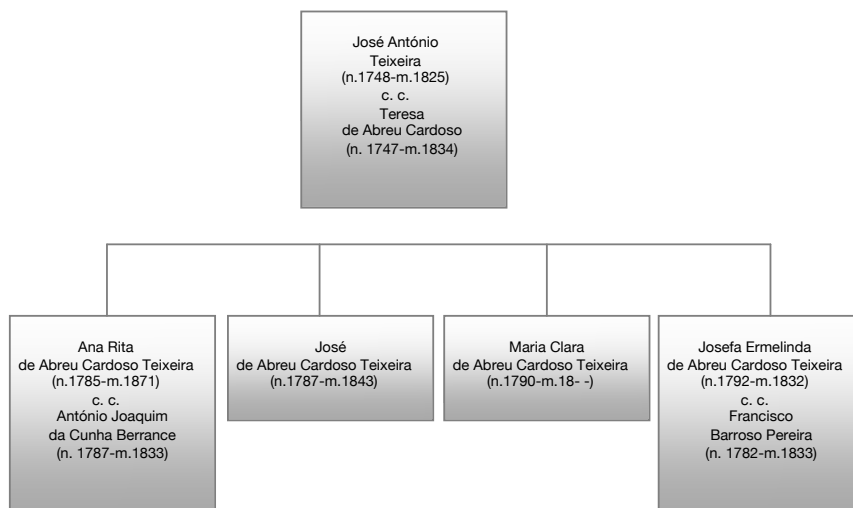 José António
Teixeira
(n.1748-m.1825)
c. c.
Teresa
de Abreu Cardoso
(n. 1747-m.1834)
Ana Rita
de Abreu Cardoso Teixeira
(n.1785-m.1871)
c. c.
António Joaquim
da Cunha Berrance
(n. 1787-m.1833)
José
de Abreu Cardoso Teixeira
(n.1787-m.1843)
Maria Clara
de Abreu Cardoso Teixeira
(n.1790-m.18- -)
Josefa Ermelinda
de Abreu Cardoso Teixeira
(n.1792-m.1832)
c. c.
Francisco
Barroso Pereira
(n. 1782-m.1833)